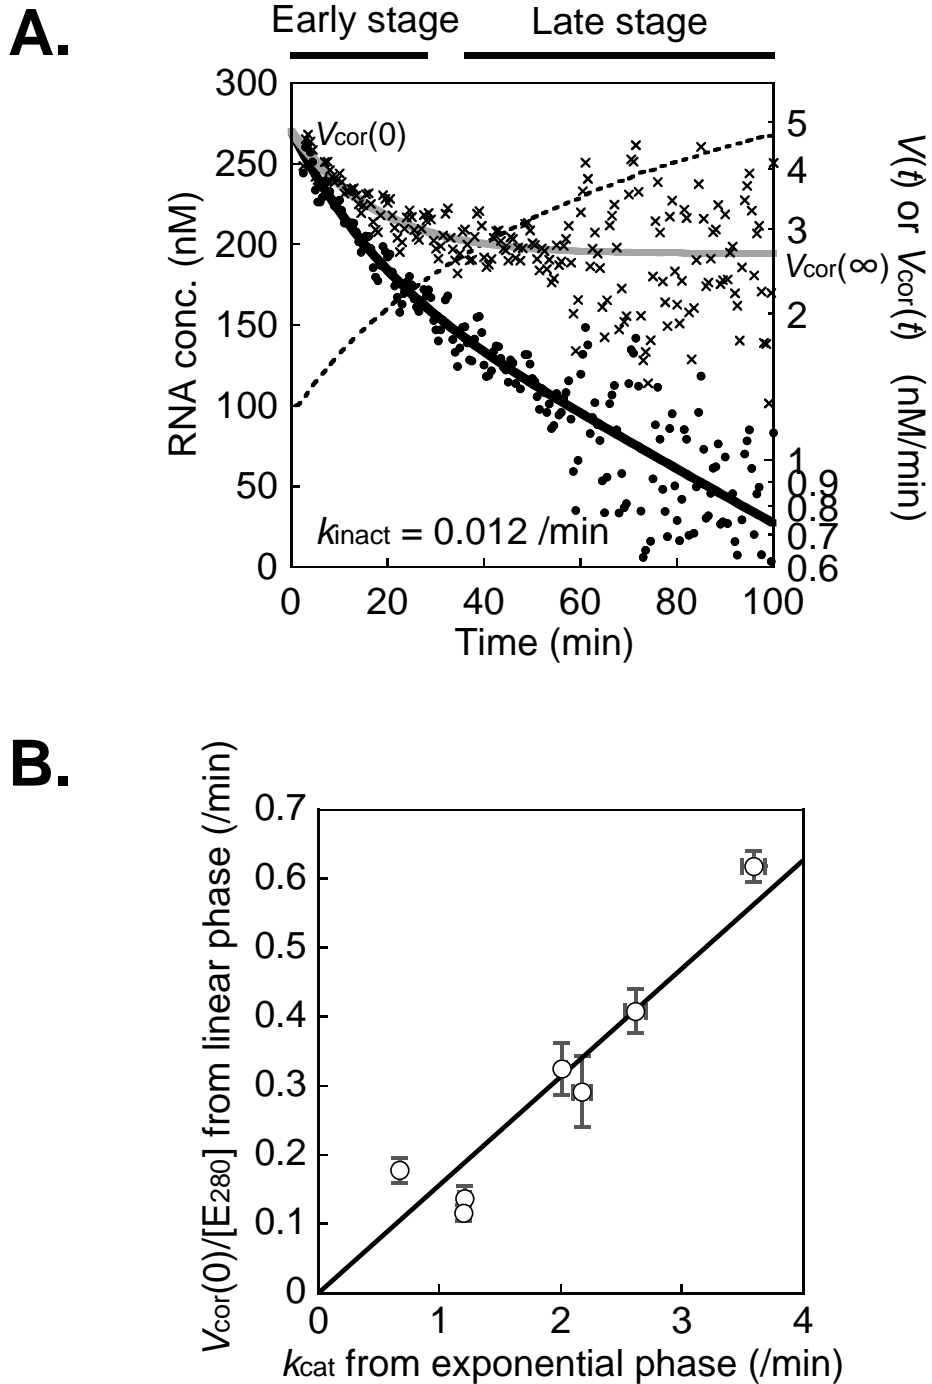 A.
Early stage
Late stage
300
250
200
150
100
50
0
RNA conc. (nM)
Vcor(0)
Vcor(∞)
kinact = 0.012 /min
5
4
3
2
1
0.9
0.8
0.7
0.6
V(t) or Vcor(t) (nM/min)
0 20 40 60 80 100
Time (min)
B.
Vcor(0)/[E280] from linear phase (/min)
0.7
0.6
0.5
0.4
0.3
0.2
0.1
0
0 1 2 3 4
kcat from exponential phase (/min)